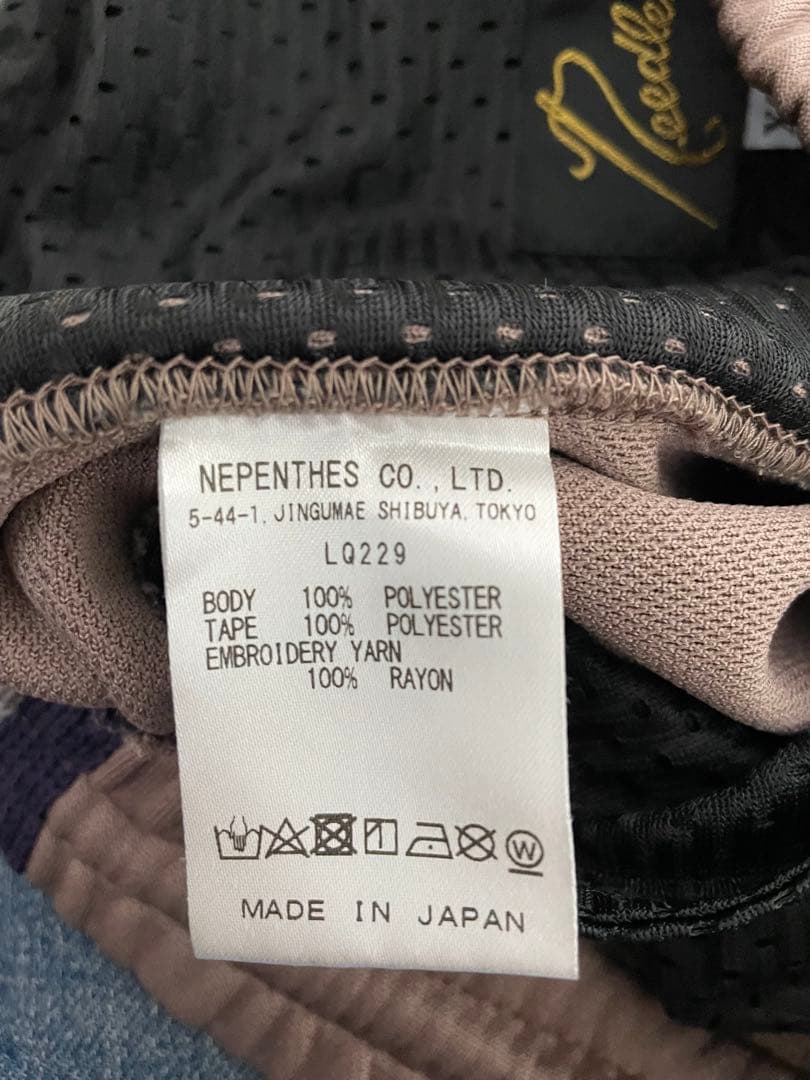 Needles
NEPENTHES CO., LTD.
5-44-1, JINGUMAE SHIBUYA, TOKYO
LQ229
BODY 100% POLYESTER
TAPE 100% POLYESTER
EMBROIDERY YARN
100% RAYON
W
MADE IN JAPAN